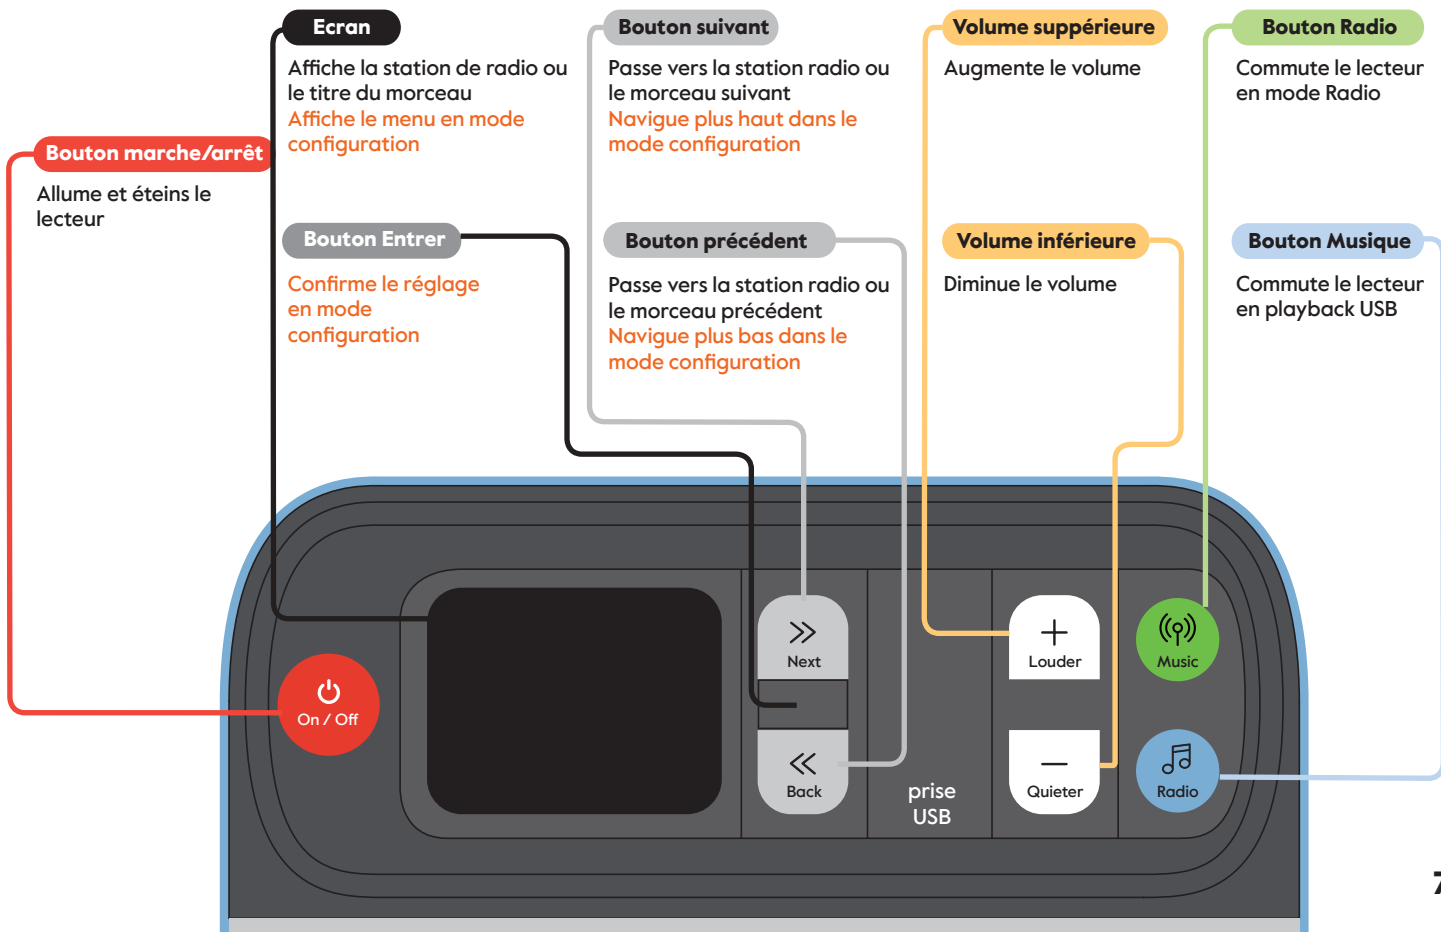 Ecran
Affiche la station de radio ou
le titre du morceau
Affiche le menu en mode
configuration
Bouton suivant
Passe vers la station radio ou
le morceau suivant
Navigue plus haut dans le
mode configuration
Volume suppérieure
Augmente le volume
Bouton Radio
Commute le lecteur
en mode Radio
Bouton marche/arrêt
Allume et éteins le
lecteur
Bouton Entrer
Confirme le réglage
en mode
configuration
Bouton précédent
Passe vers la station radio ou
le morceau précédent
Navigue plus bas dans le
mode configuration
Volume inférieure
Diminue le volume
Bouton Musique
Commute le lecteur
en playback USB
On / Off
Next
Back
prise
USB
Louder
Quieter
Music
Radio
7